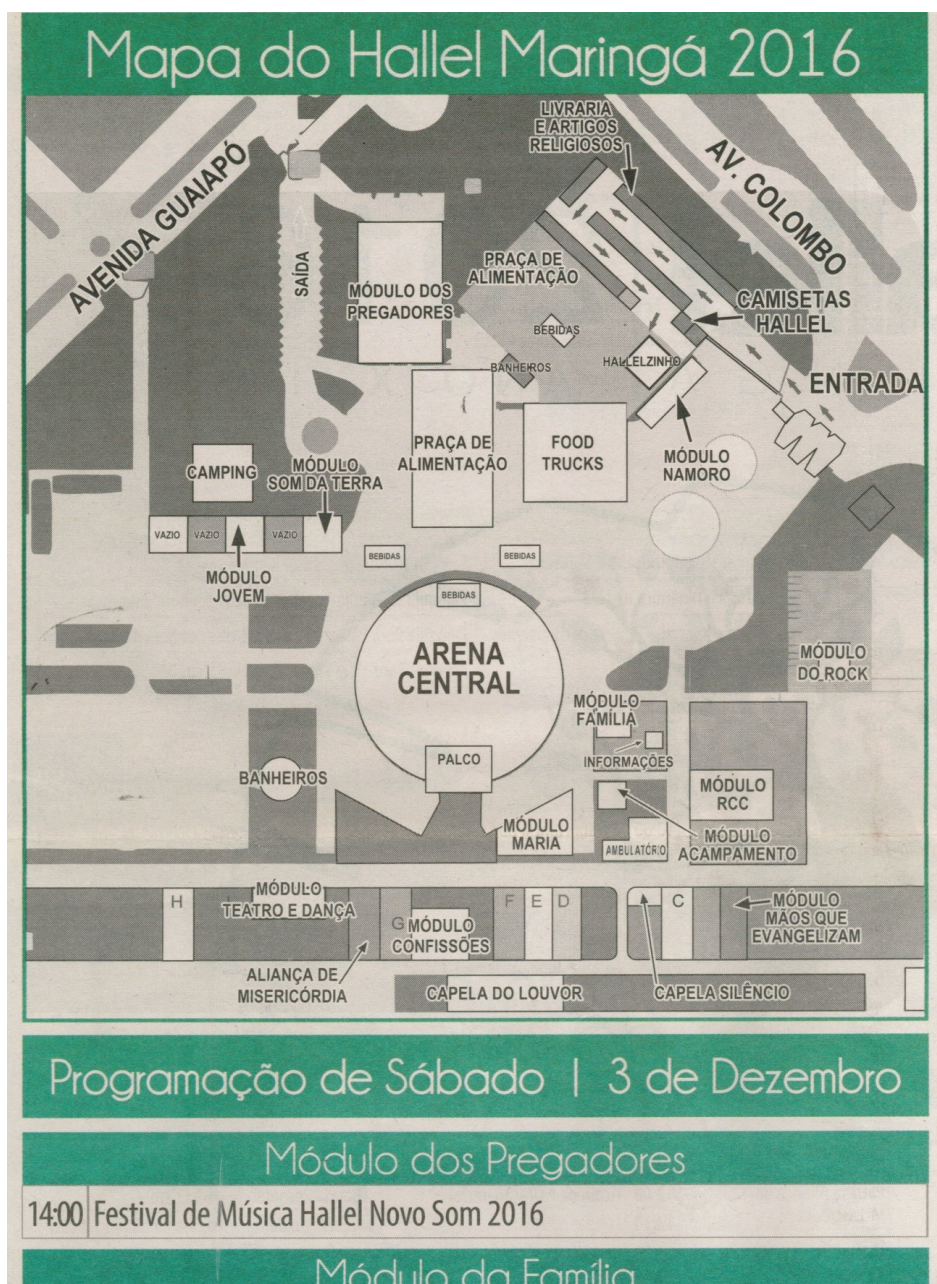 Mapa do Hallel Maringá 2016
LIVRARIA
E ARTIGOS
RELIGIOSOS
AV. COLOMBO
AVENIDA GUAIAPÓ
SAÍDA
PRAÇA DE
ALIMENTAÇÃO
MÓDULO DOS
PREGADORES
CAMISETAS
HALLEL
BEBIDAS
HALLELZINHO
BANHEIROS
ENTRADA
PRAÇA DE
ALIMENTAÇÃO
FOOD
TRUCKS
MÓDULO
NAMORO
CAMPING
MÓDULO
SOM DA TERRA
VAZIO
VAZIO
VAZIO
MÓDULO
JOVEM
BEBIDAS
BEBIDAS
BEBIDAS
ARENA
CENTRAL
MÓDULO
DO ROCK
MÓDULO
FAMÍLIA
INFORMAÇÕES
PALCO
BANHEIROS
MÓDULO
RCC
MÓDULO
MARIA
MÓDULO
ACAMPAMENTO
AMBULATÓRIO
H
MÓDULO
TEATRO E DANÇA
G
MÓDULO
CONFISSÕES
F
E
D
C
MÓDULO
MÃOS QUE
EVANGELIZAM
ALIANÇA DE
MISERICÓRDIA
CAPELA DO LOUVOR
CAPELA SILÊNCIO
Programação de Sábado | 3 de Dezembro
Módulo dos Pregadores
14:00 Festival de Música Hallel Novo Som 2016
Módulo da Família